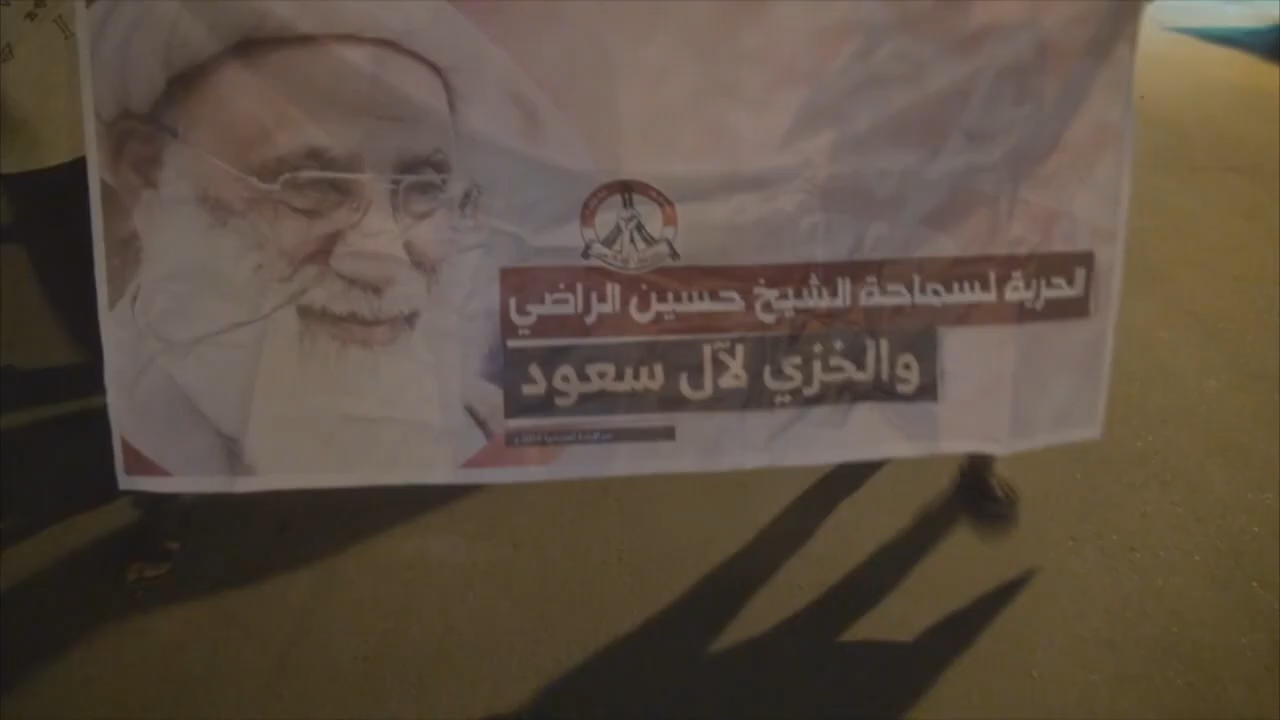 الحرية لسماحة الشيخ حسين الراضي
والخزي لآل سعود